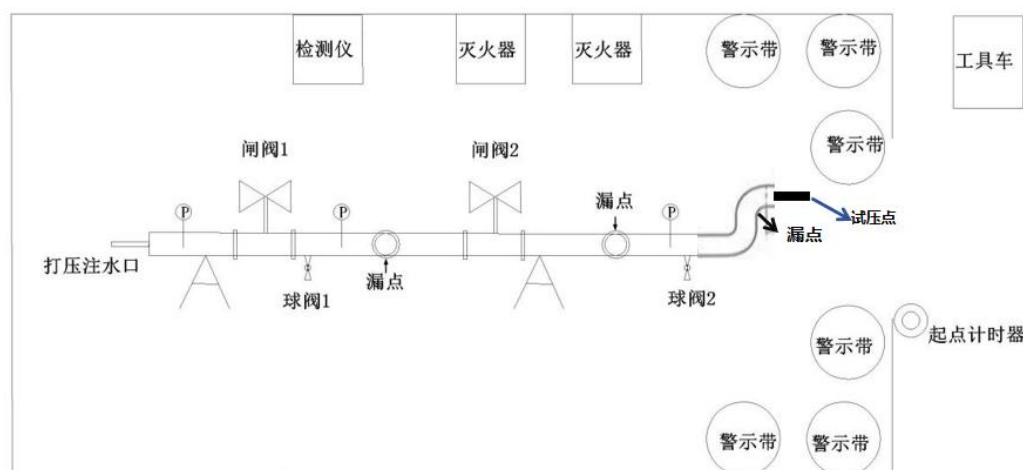 检测仪
灭火器
灭火器
警示带
警示带
工具车
警示带
闸阀1
闸阀2
漏点
试压点
P
P
P
漏点
打压注水口
球阀1
漏点
球阀2
起点计时器
警示带
警示带
警示带